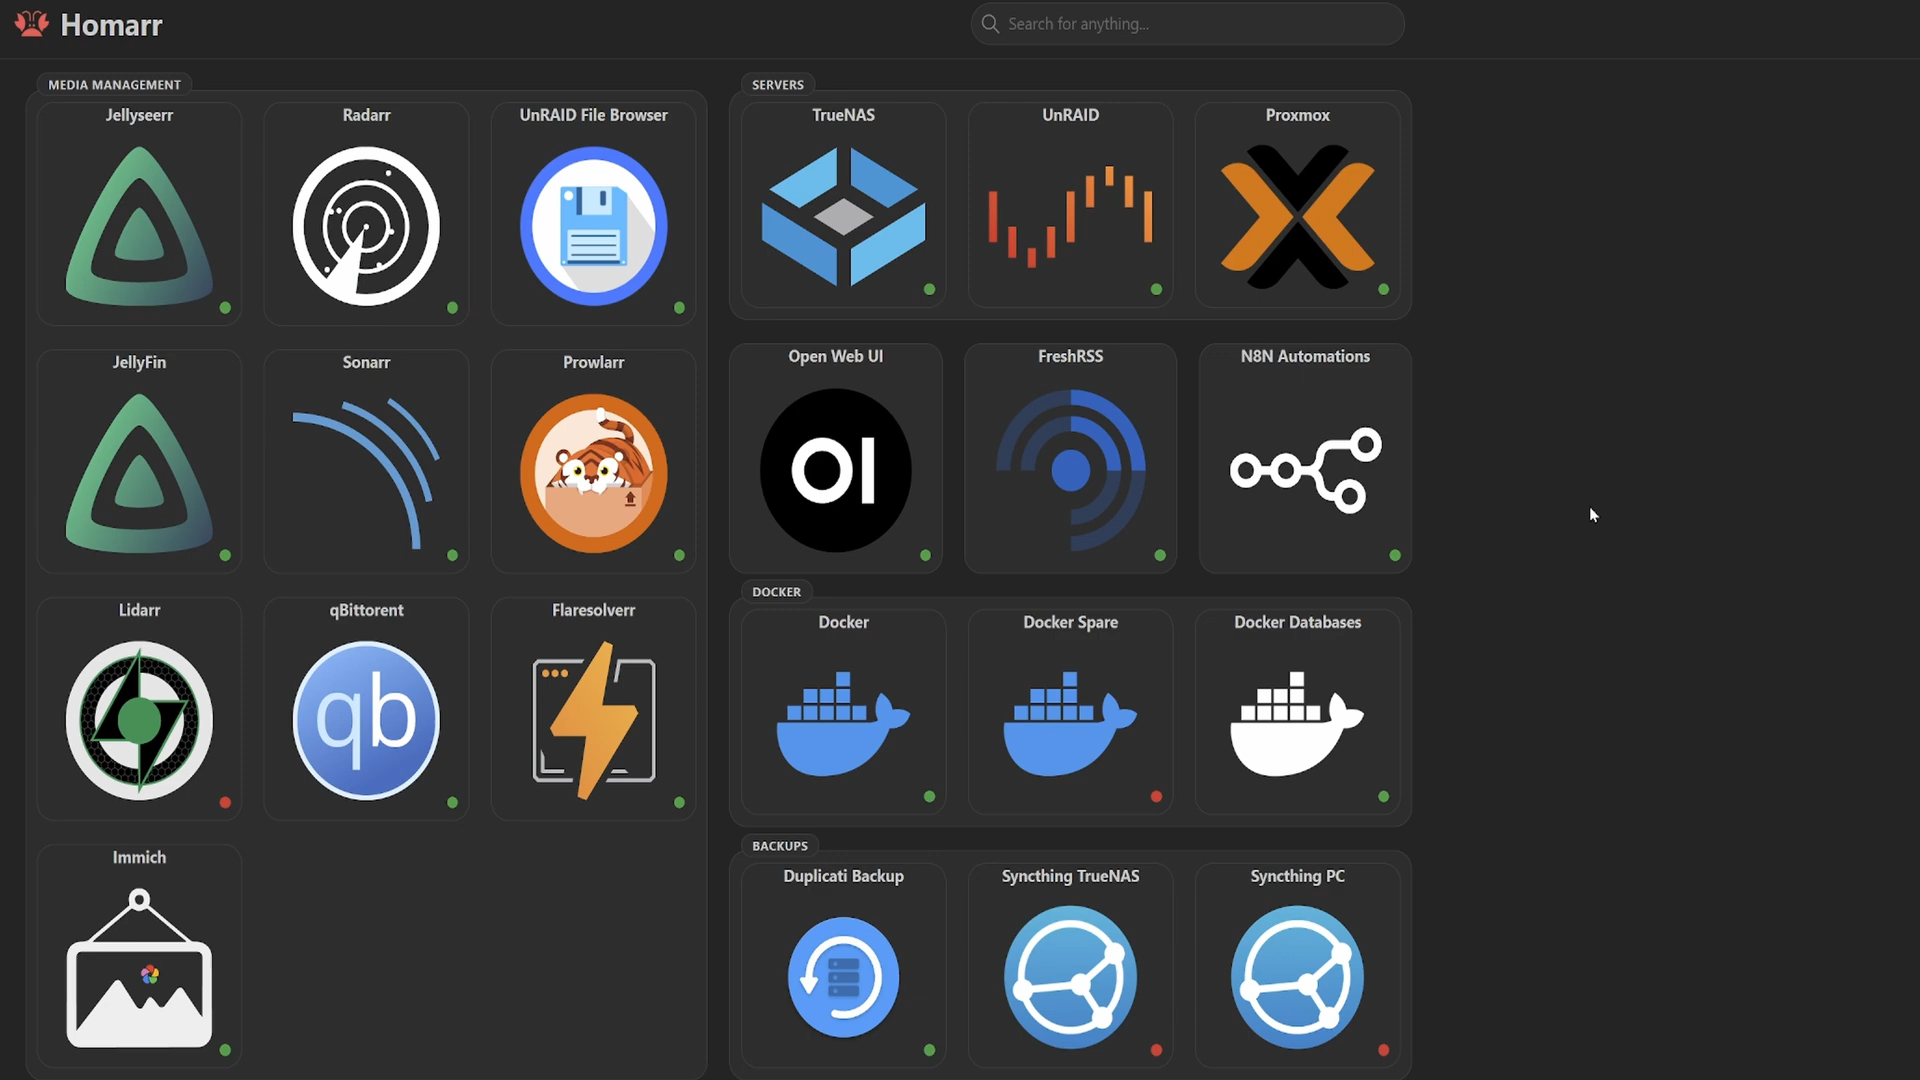 Homarr
Search for anything...
MEDIA MANAGEMENT
Jellyseerr
Radarr
UnRAID File Browser
JellyFin
Sonarr
Prowlarr
Lidarr
qBittorent
qb
Flaresolverr
Immich
SERVERS
TrueNAS
UnRAID
Proxmox
Open Web UI
OI
FreshRSS
N8N Automations
DOCKER
Docker
Docker Spare
Docker Databases
BACKUPS
Duplicati Backup
Syncthing TrueNAS
Syncthing PC